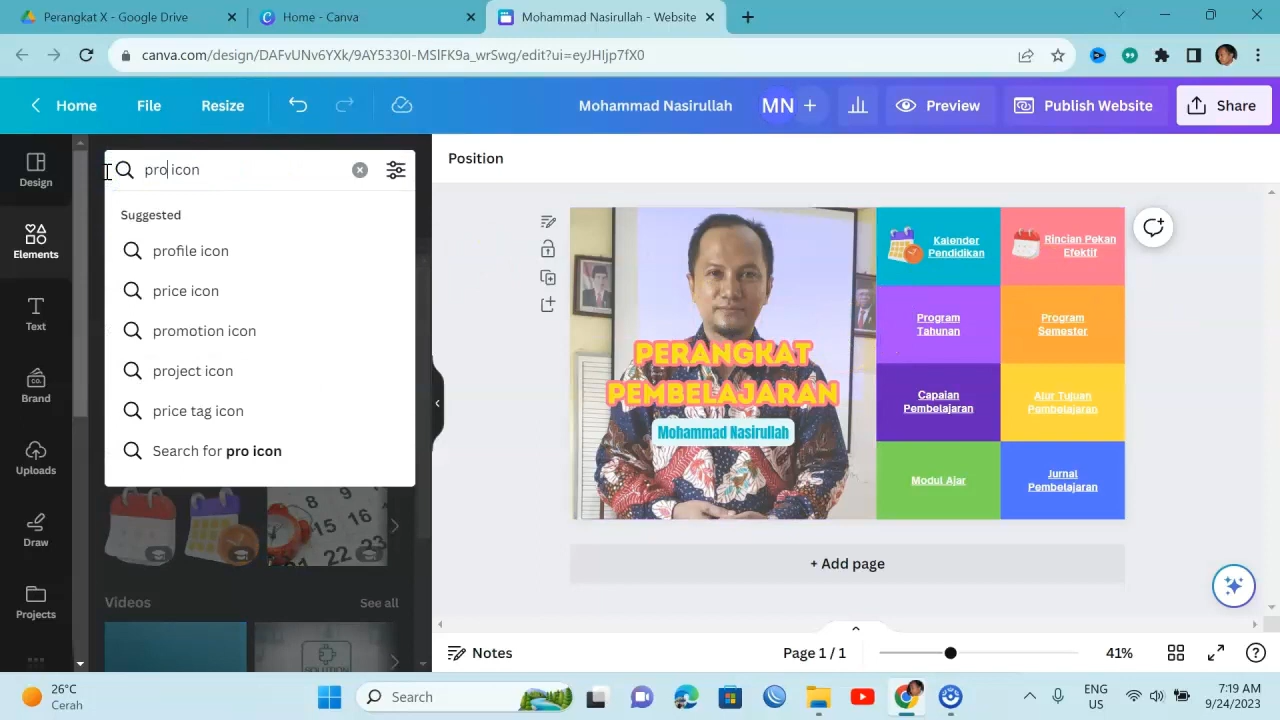 Perangkat X - Google Drive
Home - Canva
Mohammad Nasirullah - Website
canva.com/design/DAFvUNv6YXk/9AY5330I-MSlFK9a_wrSwg/edit?ui=eyJHIjp7fX0
Home
File
Resize
Mohammad Nasirullah
MN
Preview
Publish Website
Share
Design
Elements
Text
Brand
Uploads
Draw
Projects
pro icon
Suggested
profile icon
price icon
promotion icon
project icon
price tag icon
Search for pro icon
Videos
See all
SOLUTION
Position
PERANGKAT
PEMBELAJARAN
Mohammad Nasirullah
Kalender
Pendidikan
Rincian Pekan
Efektif
Program
Tahunan
Program
Semester
Capaian
Pembelajaran
Alur Tujuan
Pembelajaran
Modul Ajar
Jurnal
Pembelajaran
+ Add page
Notes
Page 1 / 1
41%
26°C
Cerah
Search
ENG
US
7:19 AM
9/24/2023